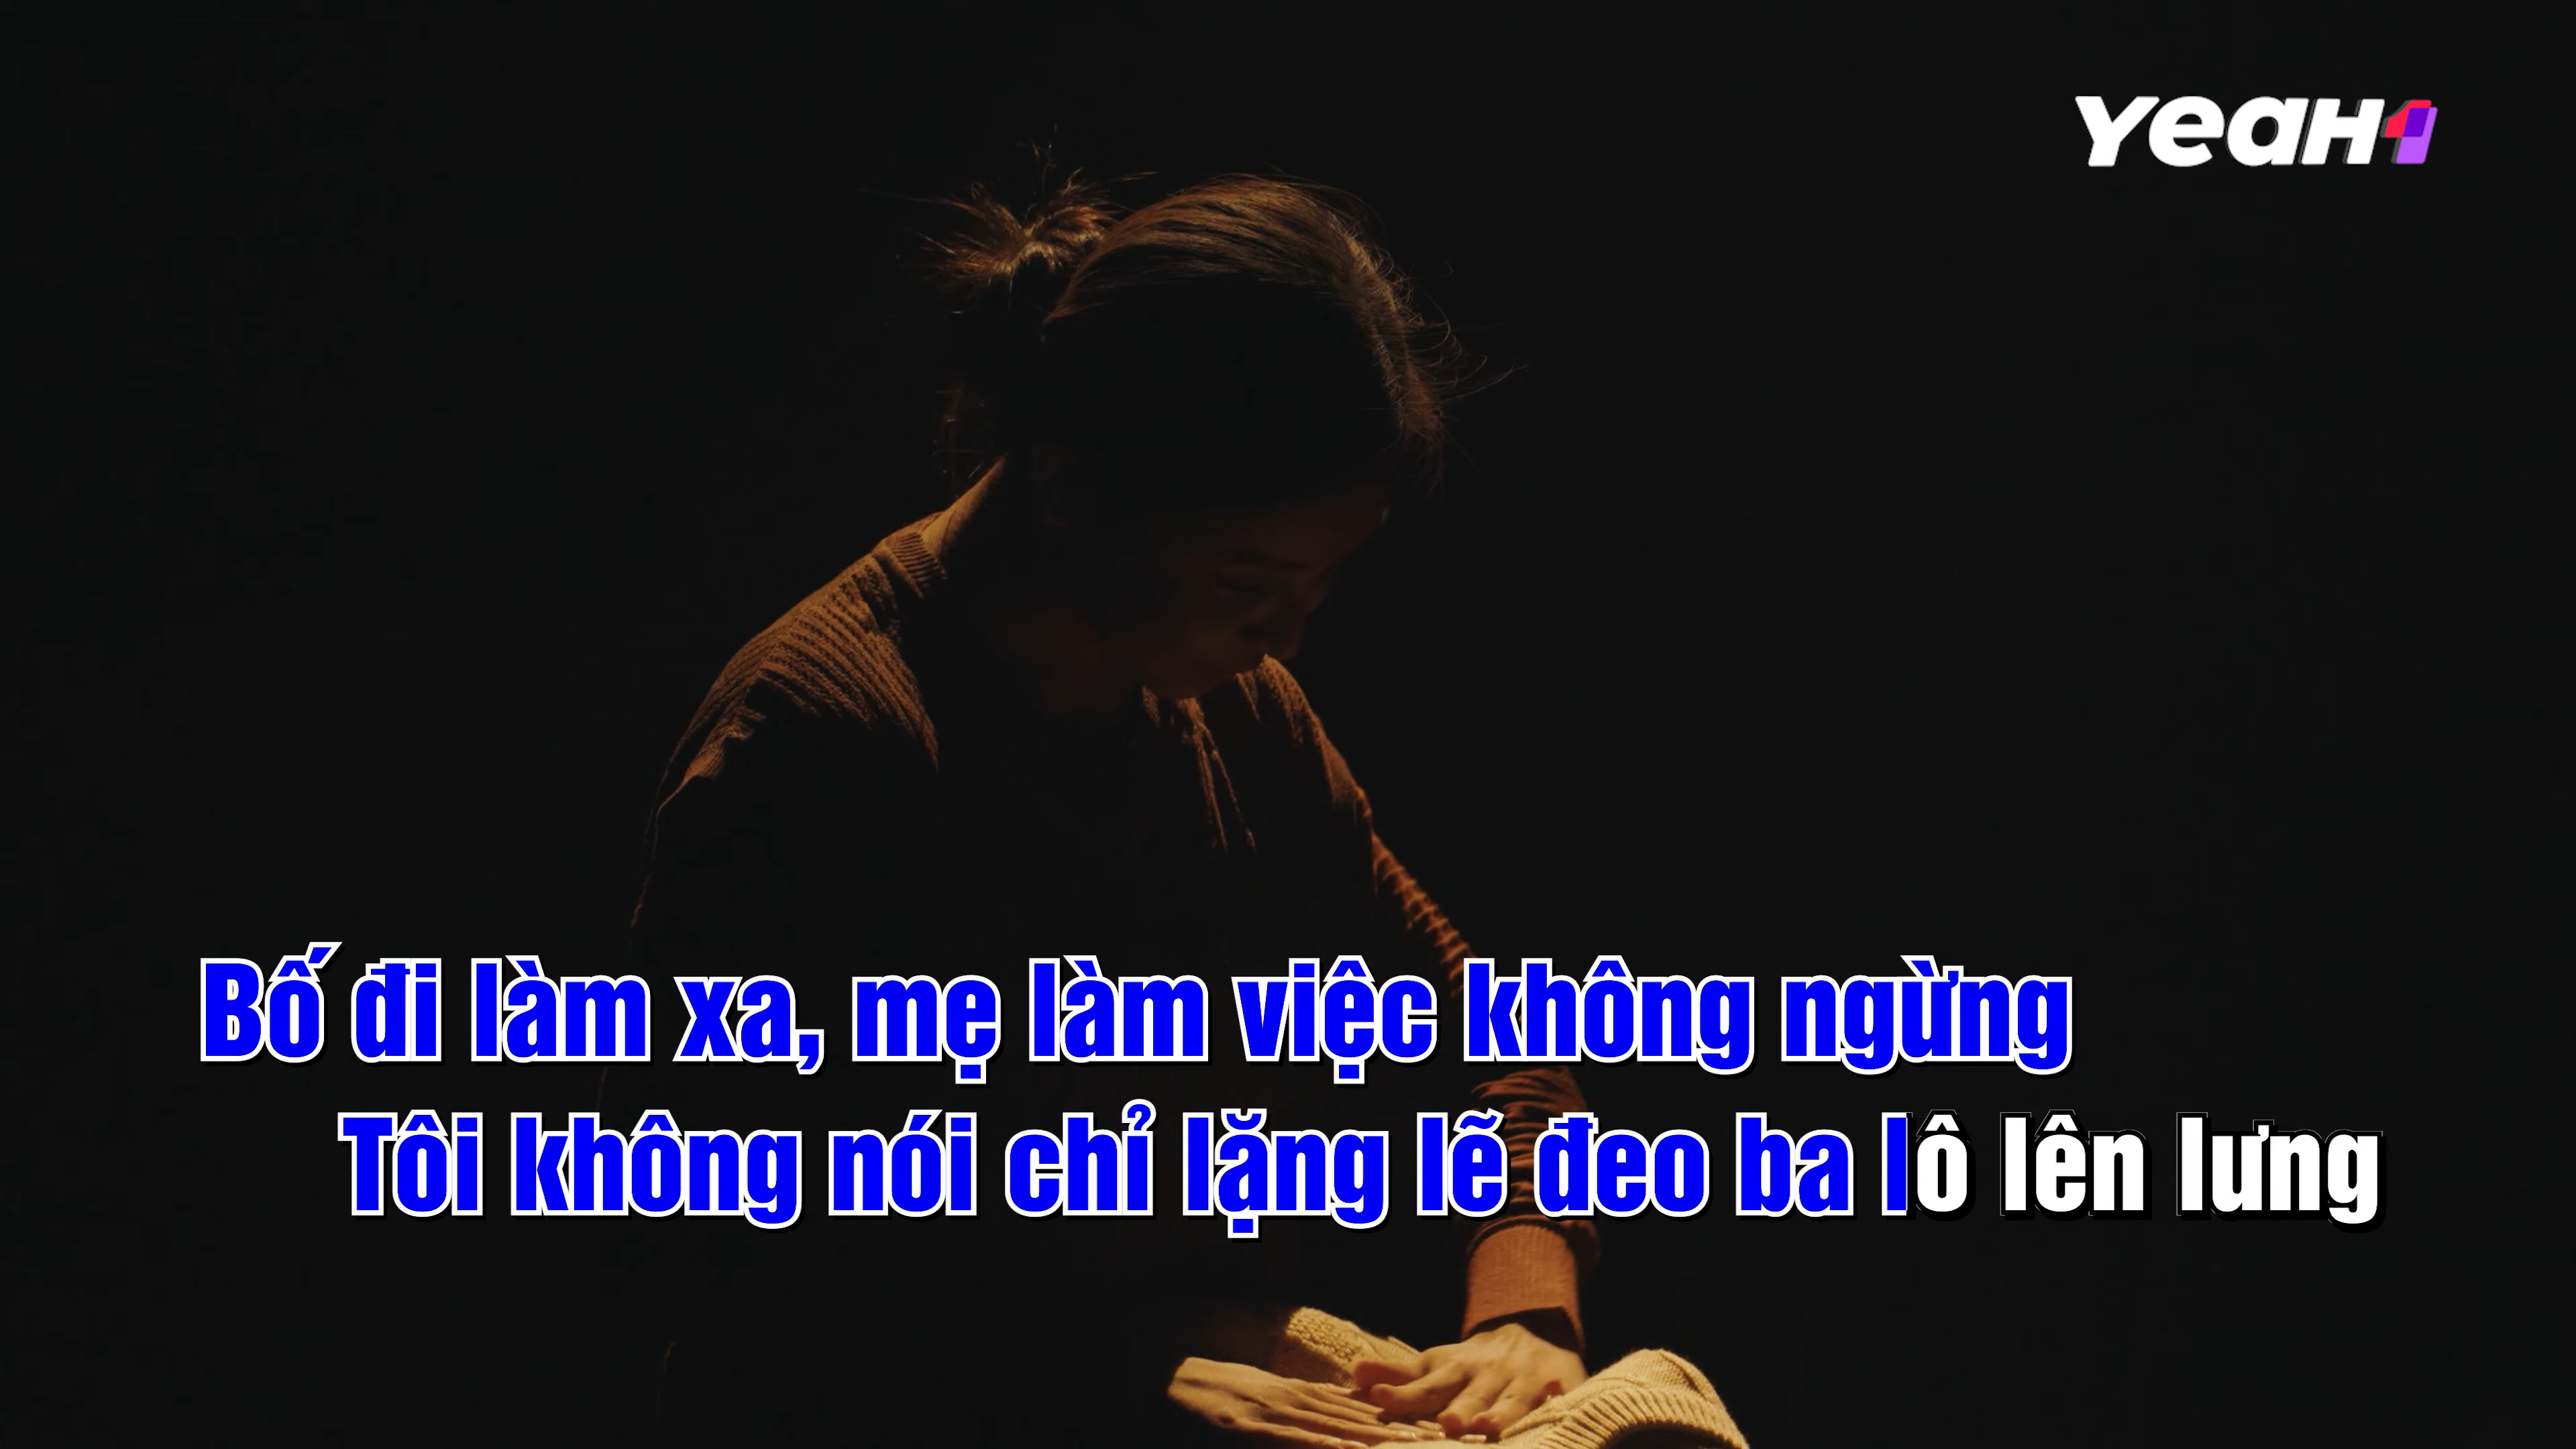 YEAH1
Bố đi làm xa, mẹ làm việc không ngừng
Tôi không nói chỉ lặng lẽ đeo ba lô lên lưng